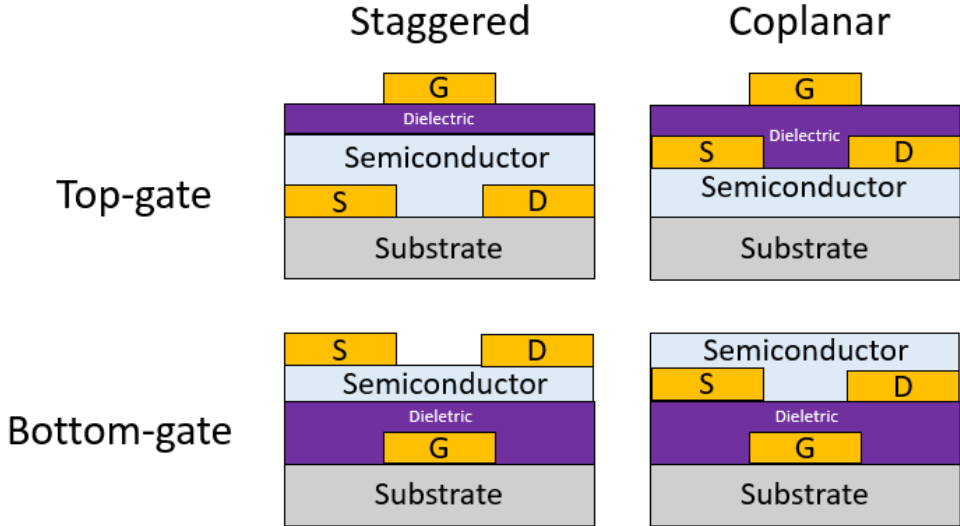 Staggered
Coplanar
Top-gate
G
Dielectric
Semiconductor
S
D
Substrate
G
Dielectric
S
D
Semiconductor
Substrate
Bottom-gate
S
D
Semiconductor
Dieletric
G
Substrate
Semiconductor
S
D
Dieletric
G
Substrate